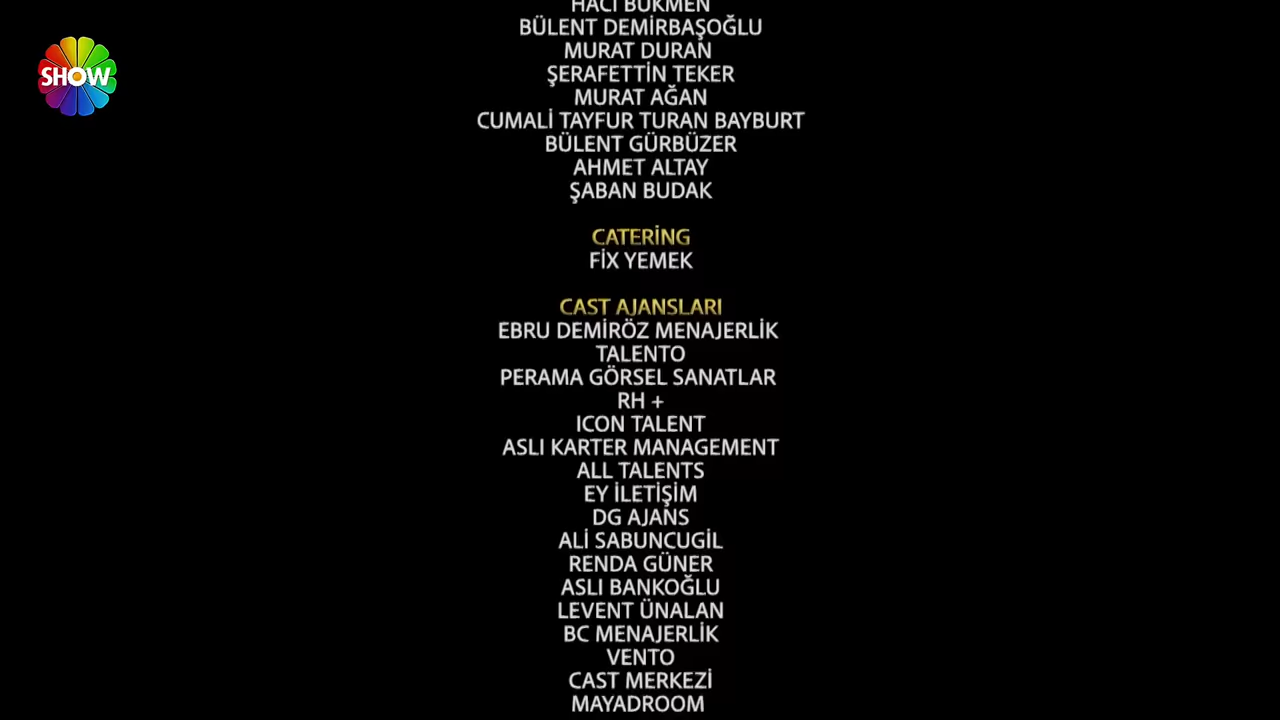 HACI BÜKMEN
BÜLENT DEMİRBAŞOĞLU
MURAT DURAN
ŞERAFETTİN TEKER
MURAT AĞAN
CUMALİ TAYFUR TURAN BAYBURT
BÜLENT GÜRBÜZER
AHMET ALTAY
ŞABAN BUDAK
SHOW
CATERİNG
FİX YEMEK
CAST AJANSLARI
EBRU DEMİRÖZ MENAJERLİK
TALENTO
PERAMA GÖRSEL SANATLAR
RH +
ICON TALENT
ASLI KARTER MANAGEMENT
ALL TALENTS
EY İLETİŞİM
DG AJANS
ALİ SABUNCUGİL
RENDA GÜNER
ASLI BANKOĞLU
LEVENT ÜNALAN
BC MENAJERLİK
VENTO
CAST MERKEZİ
MAYADROOM